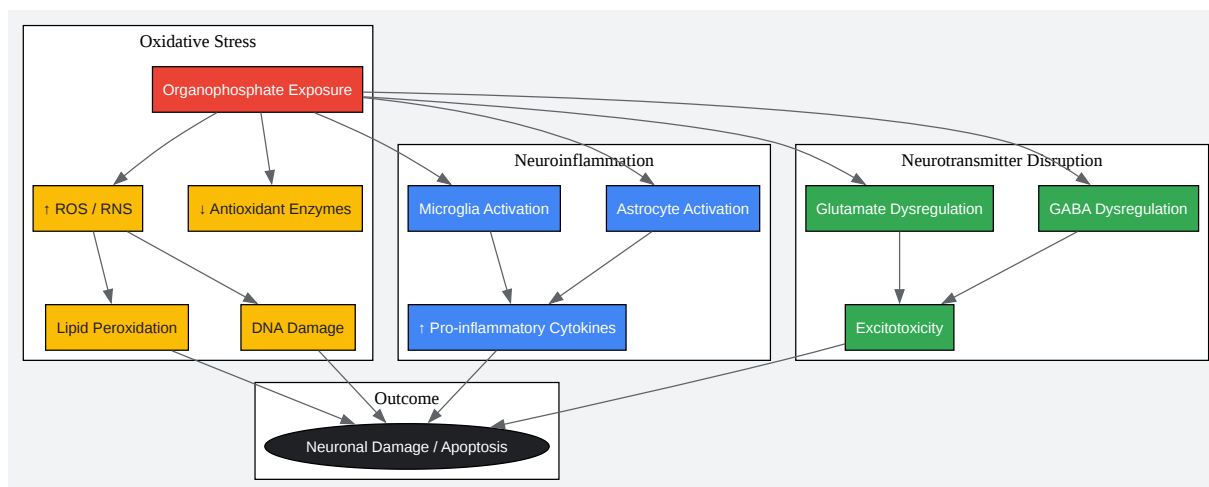 Oxidative Stress
Organophosphate Exposure
Neuroinflammation
Neurotransmitter Disruption
↑ ROS / RNS
↓ Antioxidant Enzymes
Microglia Activation
Astrocyte Activation
Glutamate Dysregulation
GABA Dysregulation
Lipid Peroxidation
DNA Damage
↑ Pro-inflammatory Cytokines
Excitotoxicity
Outcome
Neuronal Damage / Apoptosis